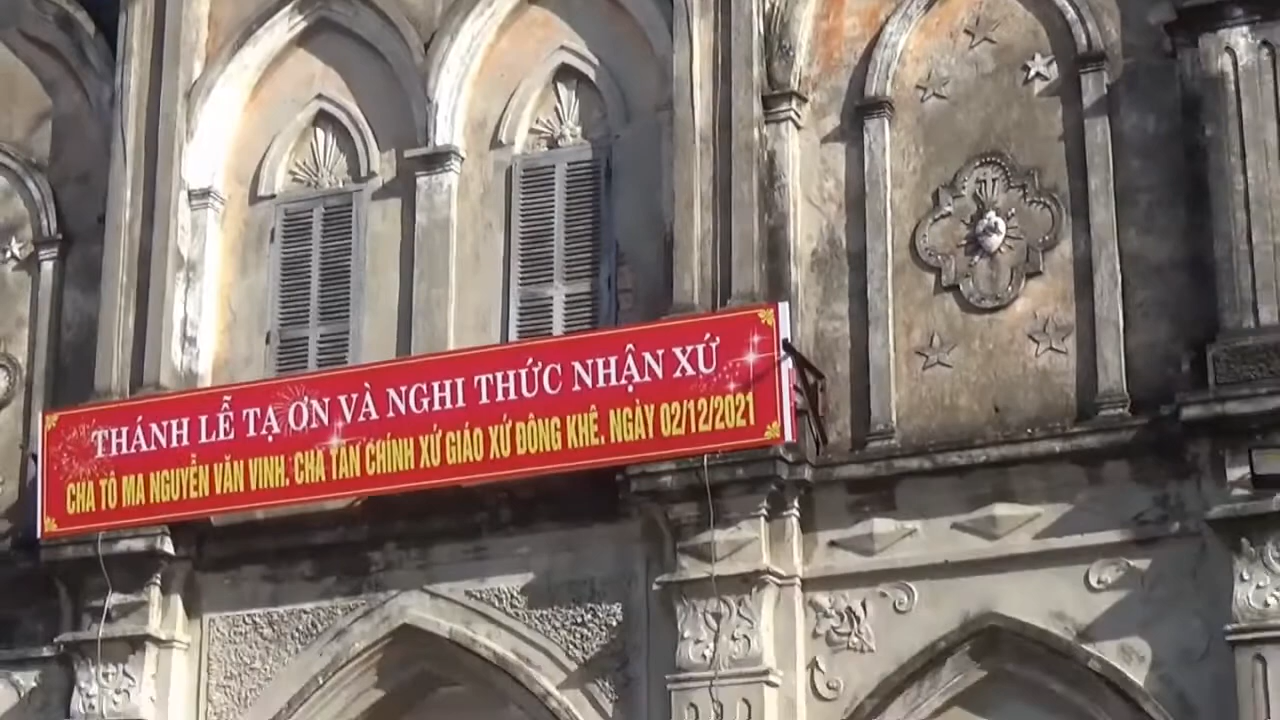 THÁNH LỄ TẠ ƠN VÀ NGHI THỨC NHẬN XỨ
CHA TÔ MA NGUYỄN VĂN VINH. CHA TÂN CHÍNH XỨ GIÁO XỨ ĐÔNG KHÊ. NGÀY 02/12/2021